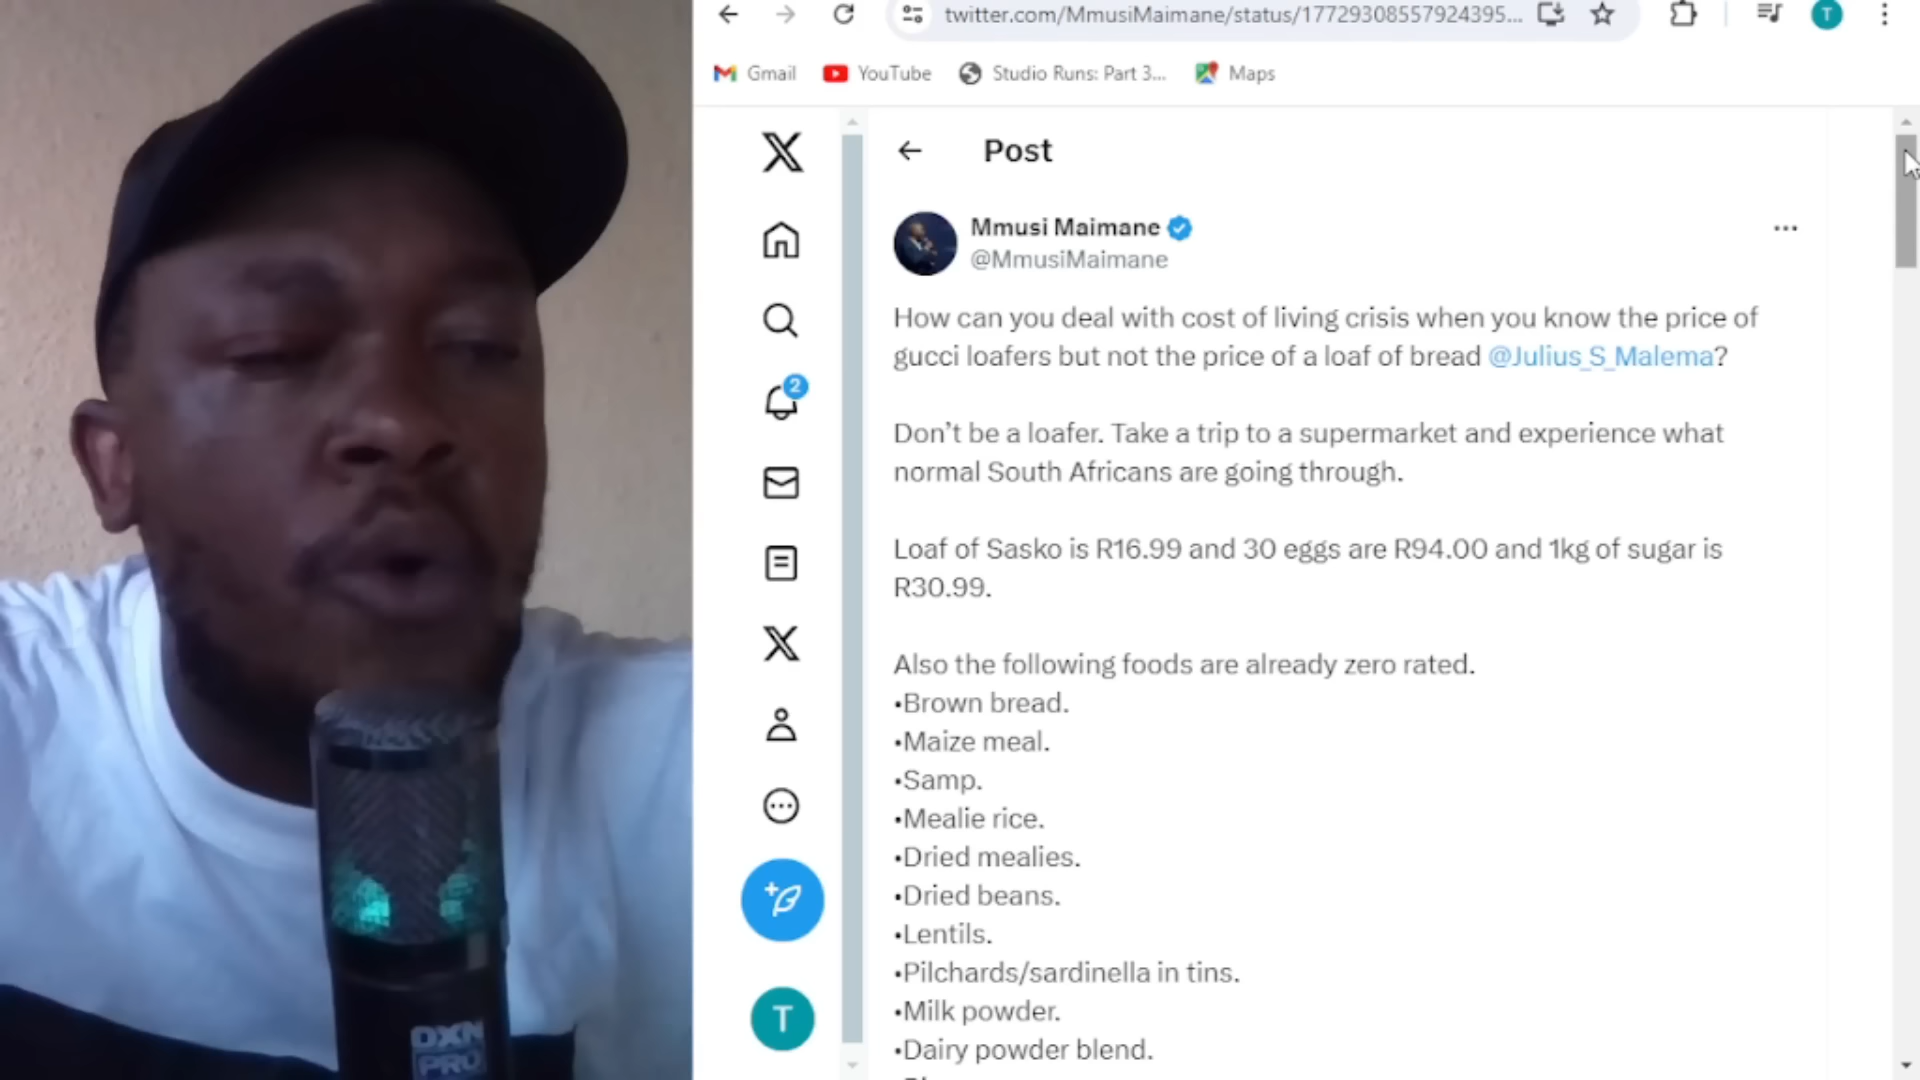 twitter.com/MmusiMaimane/status/17729308557924395...
T
Gmail
YouTube
Studio Runs: Part 3...
Maps
Post
Mmusi Maimane
@MmusiMaimane
How can you deal with cost of living crisis when you know the price of
gucci loafers but not the price of a loaf of bread @Julius_S_Malema?
Don’t be a loafer. Take a trip to a supermarket and experience what
normal South Africans are going through.
Loaf of Sasko is R16.99 and 30 eggs are R94.00 and 1kg of sugar is
R30.99.
Also the following foods are already zero rated.
•Brown bread.
•Maize meal.
•Samp.
•Mealie rice.
•Dried mealies.
•Dried beans.
•Lentils.
•Pilchards/sardinella in tins.
•Milk powder.
•Dairy powder blend.
2
T
DXN
PRO